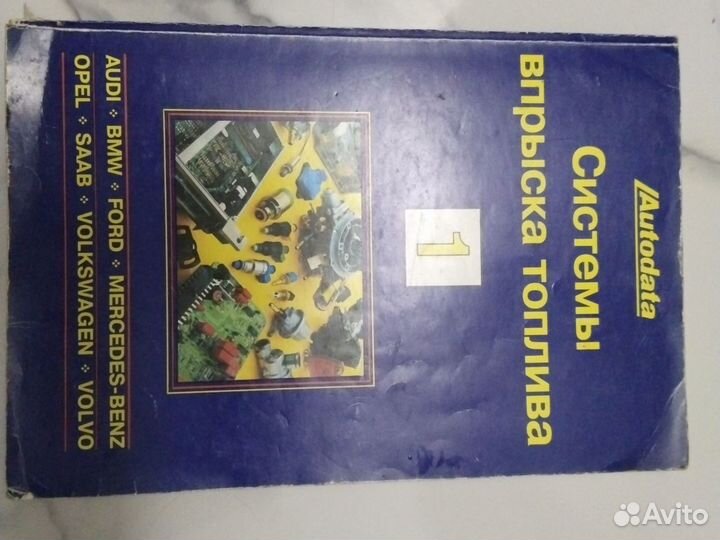 Autodata
Системы
впрыска топлива
1
AUDI ❖ BMW ❖ FORD ❖ MERCEDES-BENZ
OPEL ❖ SAAB ❖ VOLKSWAGEN ❖ VOLVO
Avito